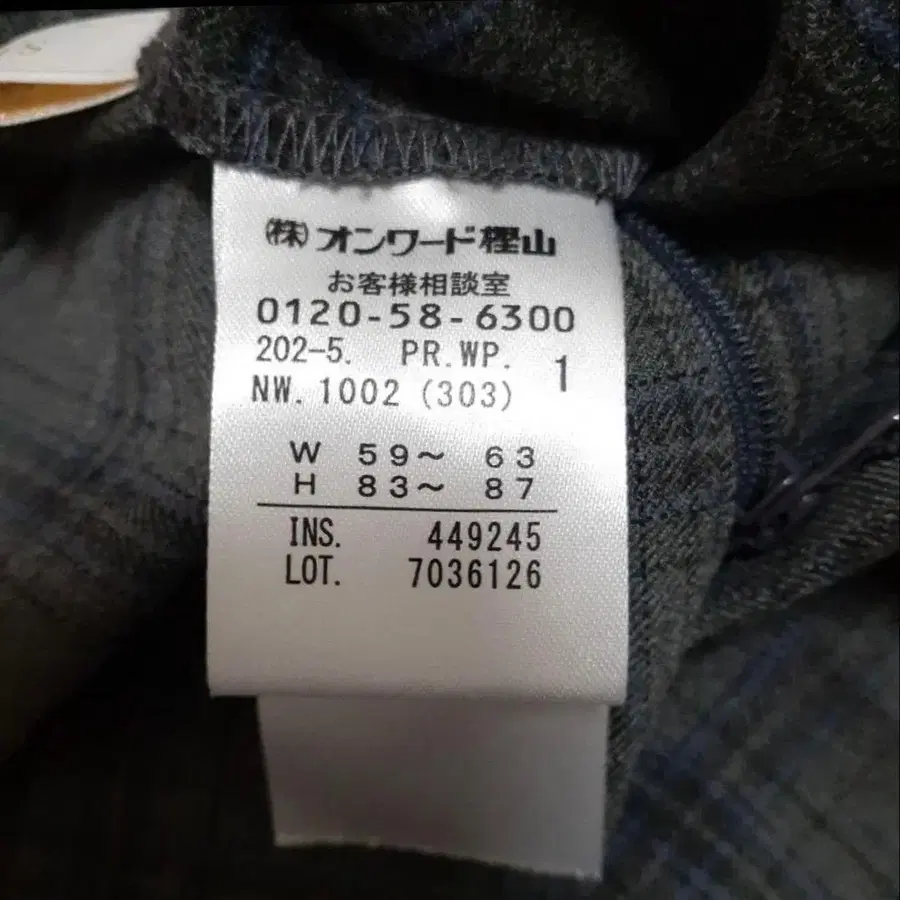 ㈱オンワード樫山
お客様相談室
0120-58-6300
202-5. PR.WP. 1
NW. 1002 (303)
W 59〜 63
H 83〜 87
INS. 449245
LOT. 7036126